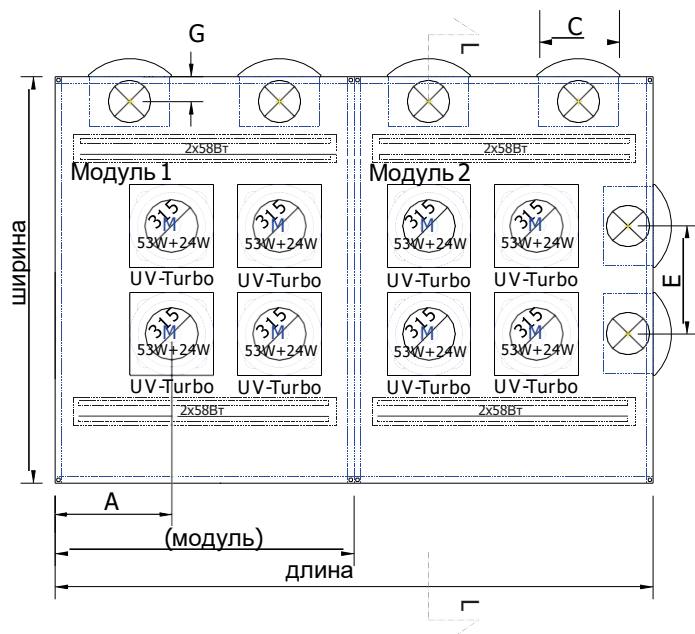 G
C
L
2x58Вт
2x58Вт
Модуль 1
Модуль 2
315
315
315
315
M
M
M
M
53W+24W
53W+24W
53W+24W
53W+24W
UV-Turbo
UV-Turbo
UV-Turbo
UV-Turbo
ширина
E
315
315
315
315
M
M
M
M
53W+24W
53W+24W
53W+24W
53W+24W
UV-Turbo
UV-Turbo
UV-Turbo
UV-Turbo
2x58Вт
2x58Вт
A
(модуль)
длина
L